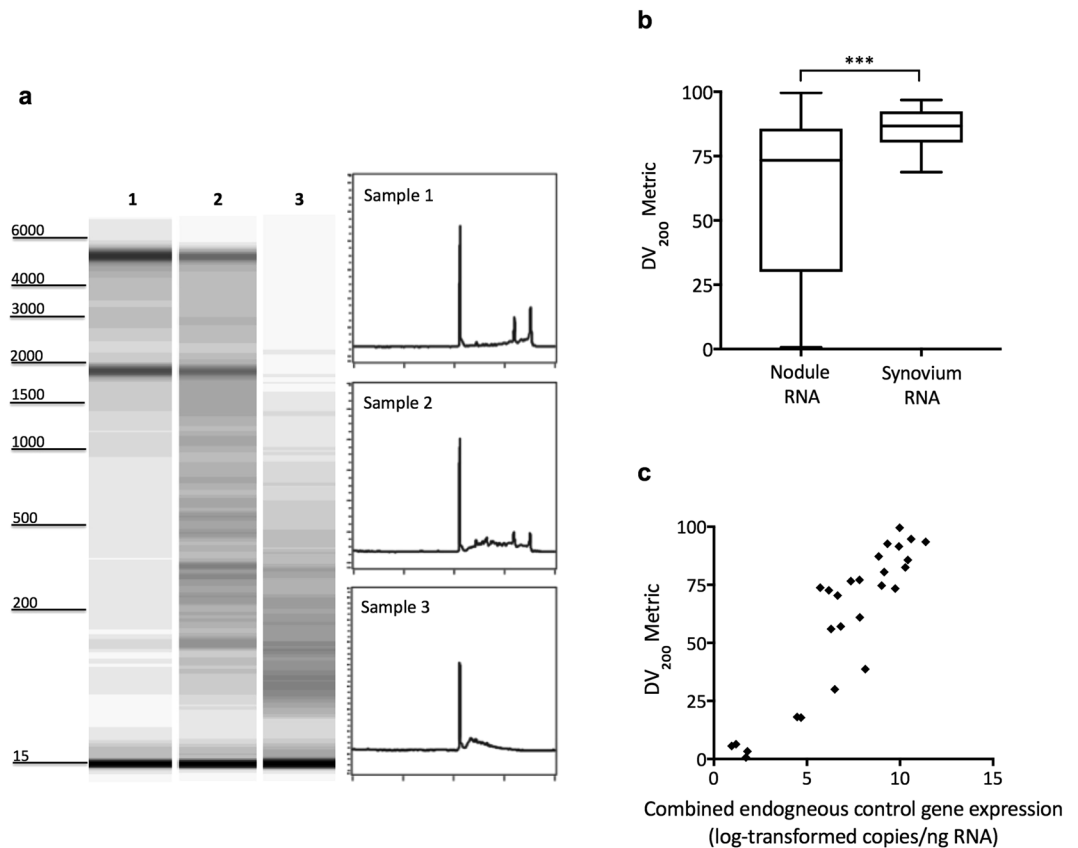 a
1 2 3
6000
4000
3000
2000
1500
1000
500
200
15
Sample 1
Sample 2
Sample 3
b
***
100
75
50
25
0
DV200 Metric
Nodule
RNA
Synovium
RNA
c
100
75
50
25
0
DV200 Metric
0 5 10 15
Combined endogneous control gene expression
(log-transformed copies/ng RNA)